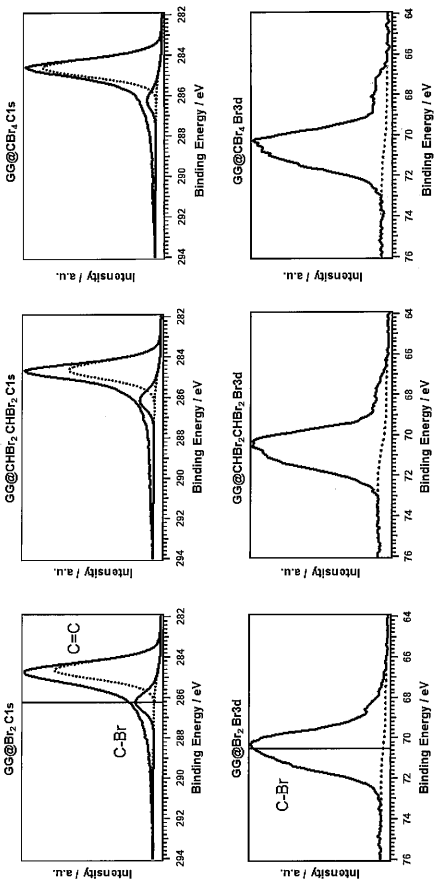 GG@Br₂ C1s
Intensity / a.u.
C=C
C-Br
294 292 290 288 286 284 282
Binding Energy / eV
GG@CHBr₂ CHBr₂ C1s
Intensity / a.u.
294 292 290 288 286 284 282
Binding Energy / eV
GG@CBr₄ C1s
Intensity / a.u.
294 292 290 288 286 284 282
Binding Energy / eV
GG@Br₂ Br3d
Intensity / a.u.
C-Br
76 74 72 70 68 66 64
Binding Energy / eV
GG@CHBr₂CHBr₂ Br3d
Intensity / a.u.
76 74 72 70 68 66 64
Binding Energy / eV
GG@CBr₄ Br3d
Intensity / a.u.
76 74 72 70 68 66 64
Binding Energy / eV